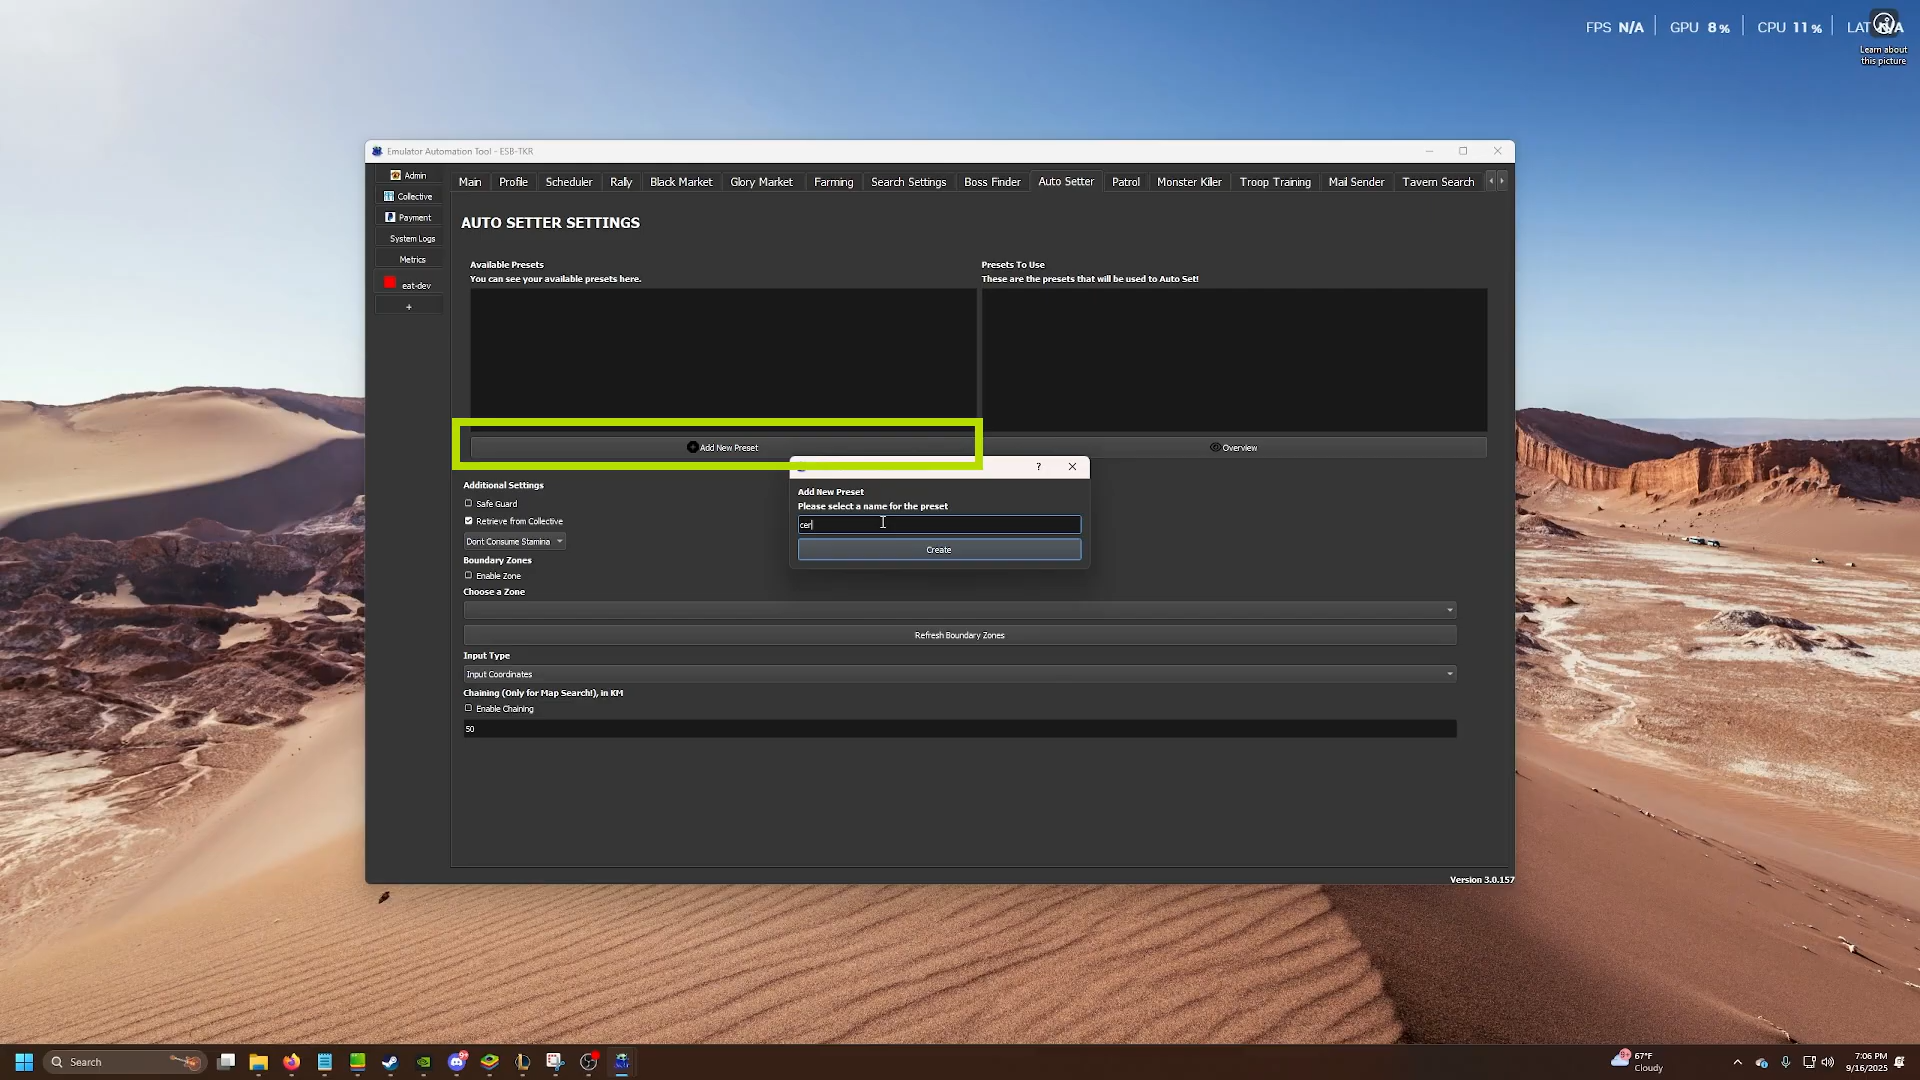 FPS N/A GPU 8% CPU 11% LAT N/A
Learn about
this picture
Emulator Automation Tool - ESB-TKR
Admin
Collective
Payment
System Logs
Metrics
eat-dev
+
Main Profile Scheduler Rally Black Market Glory Market Farming Search Settings Boss Finder Auto Setter Patrol Monster Killer Troop Training Mail Sender Tavern Search
AUTO SETTER SETTINGS
Available Presets
You can see your available presets here.
Presets To Use
These are the presets that will be used to Auto Set!
Add New Preset
Overview
?
Add New Preset
Please select a name for the preset
cer
Create
Additional Settings
Safe Guard
Retrieve from Collective
Dont Consume Stamina
Boundary Zones
Enable Zone
Choose a Zone
Refresh Boundary Zones
Input Type
Input Coordinates
Chaining (Only for Map Search!), in KM
Enable Chaining
50
Version 3.0.157
Search
67°F
Cloudy
7:06 PM
9/16/2025